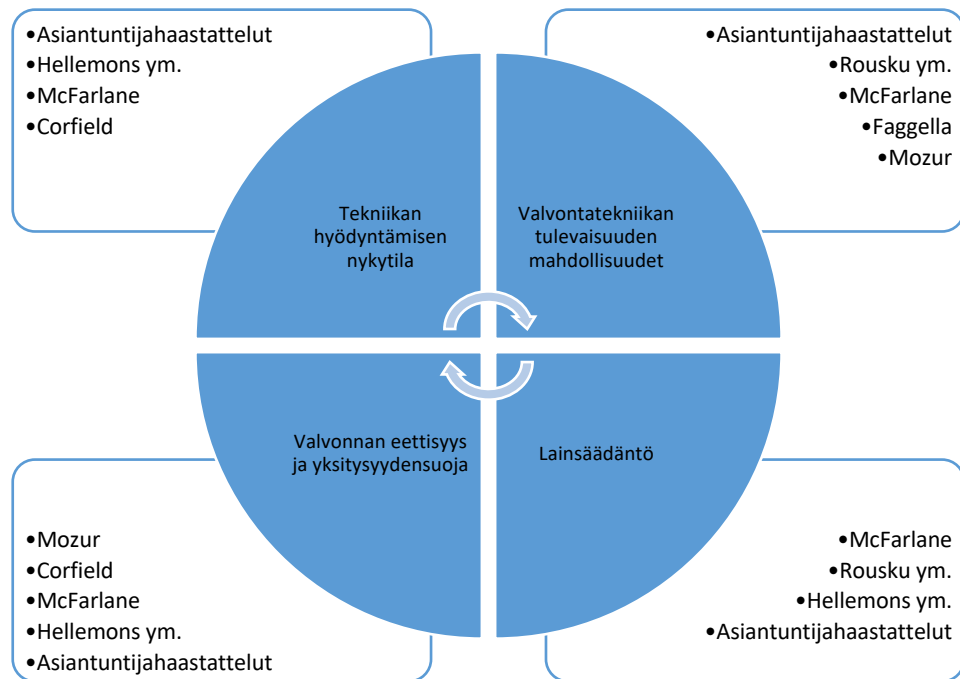 •Asiantuntijahaastattelut
•Hellemons ym.
•McFarlane
•Corfield
•Asiantuntijahaastattelut
•Rousku ym.
•McFarlane
•Faggella
•Mozur
Tekniikan
hyödyntämisen
nykytila
Valvontatekniikan
tulevaisuuden
mahdollisuudet
Valvonnan eettisyys
ja yksitysyydensuoja
Lainsäädäntö
•Mozur
•Corfield
•McFarlane
•Hellemons ym.
•Asiantuntijahaastattelut
•McFarlane
•Rousku ym.
•Hellemons ym.
•Asiantuntijahaastattelut